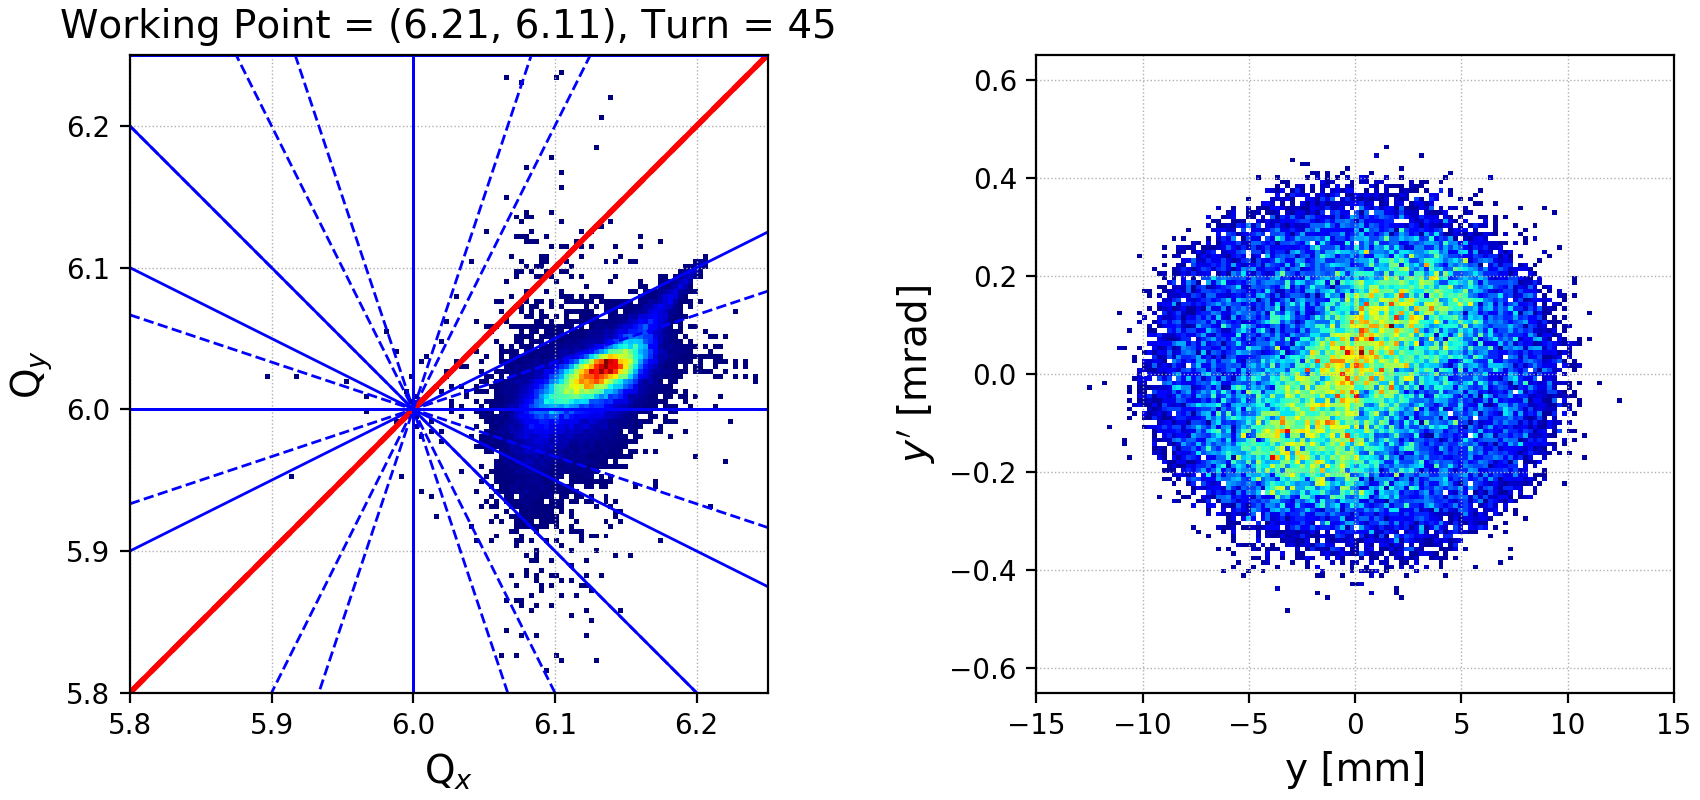 Working Point = (6.21, 6.11), Turn = 45
6.2
6.1
6.0
5.9
5.8
Q_y
5.8 5.9 6.0 6.1 6.2
Q_x
0.6
0.4
0.2
0.0
−0.2
−0.4
−0.6
y′ [mrad]
−15 −10 −5 0 5 10 15
y [mm]